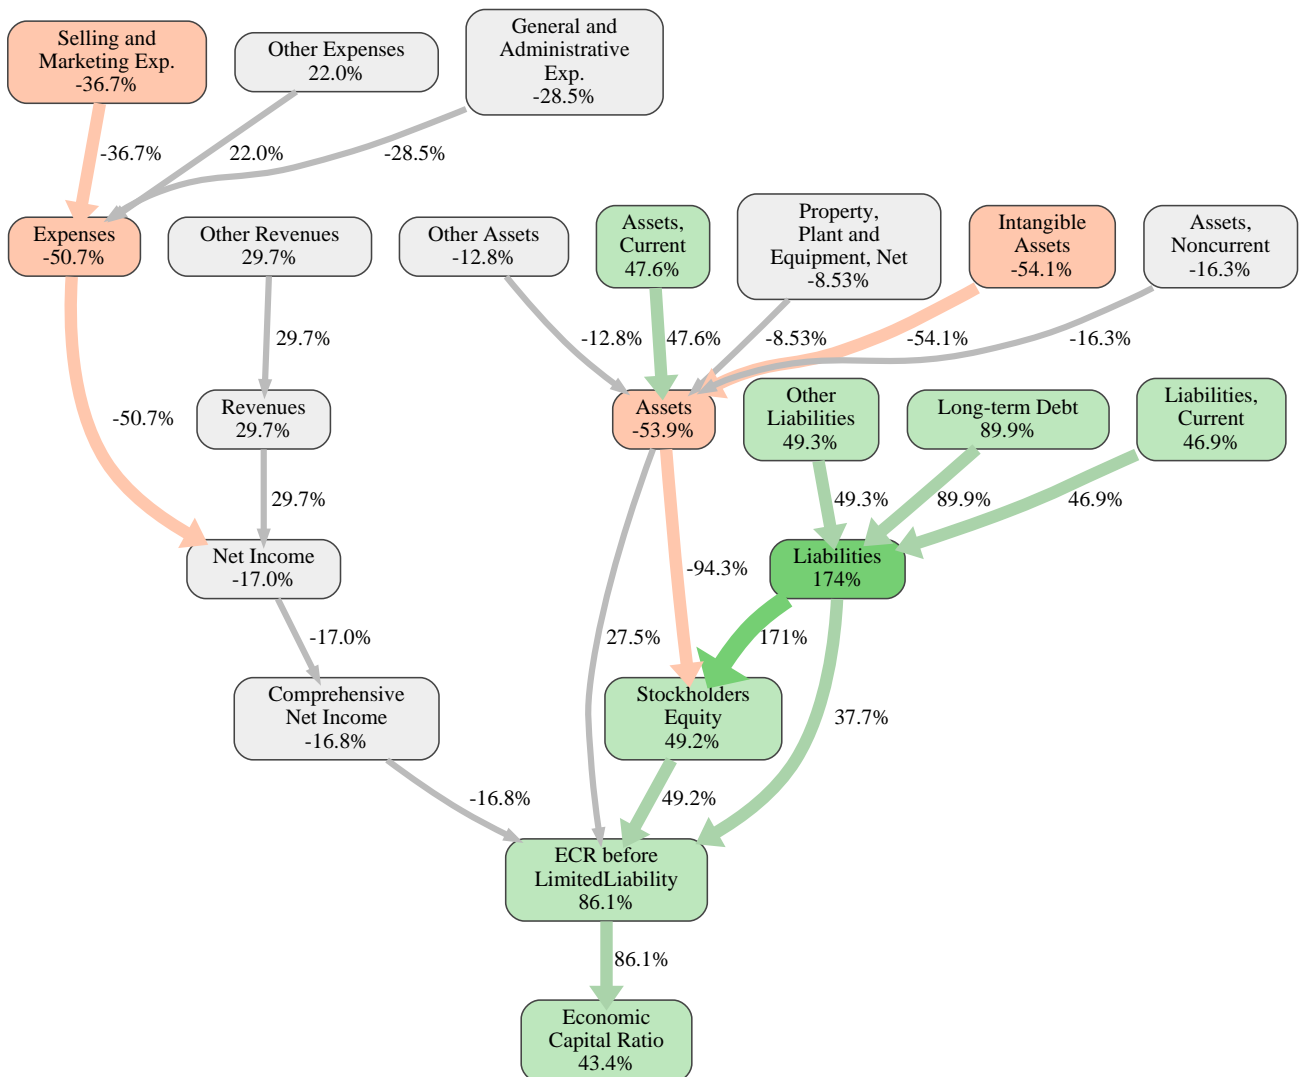 Selling and
Marketing Exp.
-36.7%
Other Expenses
22.0%
General and
Administrative
Exp.
-28.5%
-36.7%
22.0%
-28.5%
Expenses
-50.7%
Other Revenues
29.7%
Other Assets
-12.8%
Assets,
Current
47.6%
Property,
Plant and
Equipment, Net
-8.53%
Intangible
Assets
-54.1%
Assets,
Noncurrent
-16.3%
29.7%
-12.8%
47.6%
-8.53%
-54.1%
-16.3%
-50.7%
Revenues
29.7%
Assets
-53.9%
Other
Liabilities
49.3%
Long-term Debt
89.9%
Liabilities,
Current
46.9%
29.7%
49.3%
89.9%
46.9%
Net Income
-17.0%
-94.3%
Liabilities
174%
-17.0%
27.5%
171%
Comprehensive
Net Income
-16.8%
Stockholders
Equity
49.2%
37.7%
-16.8%
49.2%
ECR before
LimitedLiability
86.1%
86.1%
Economic
Capital Ratio
43.4%